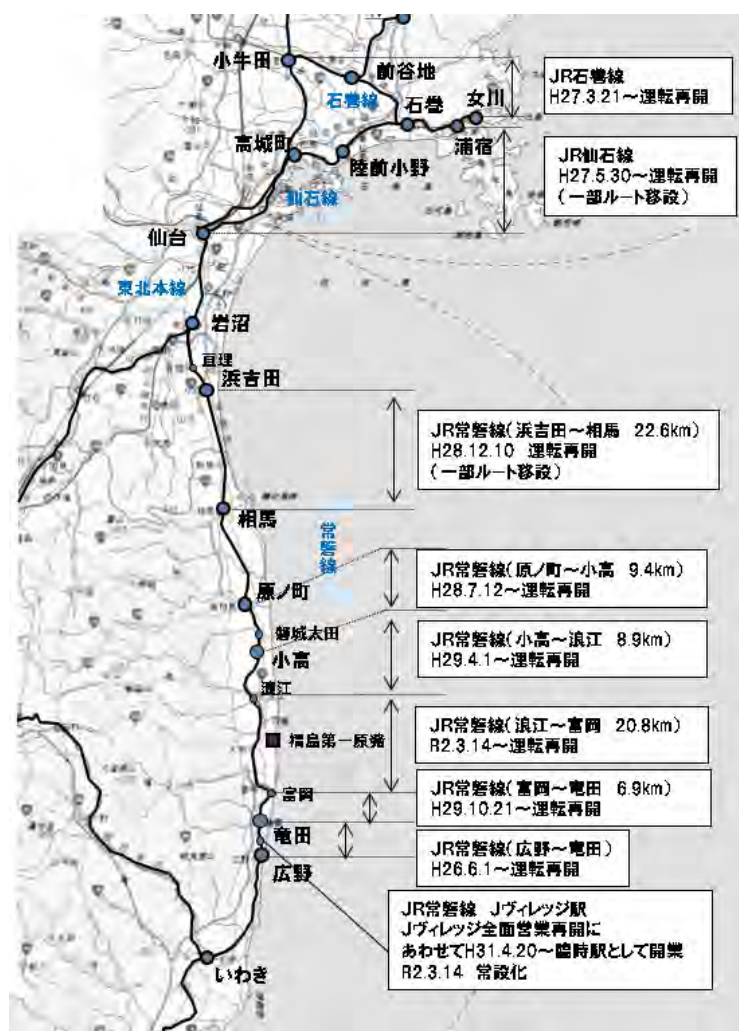 小牛田
前谷地
石巻線
石巻
女川
浦宿
高城町
陸前小野
仙石線
仙台
東北本線
岩沼
亘理
浜吉田
相馬
常磐線
原ノ町
磐城太田
小高
浪江
福島第一原発
富岡
竜田
広野
いわき
JR石巻線
H27.3.21～運転再開
JR仙石線
H27.5.30～運転再開
(一部ルート移設)
JR常磐線(浜吉田～相馬 22.6km)
H28.12.10 運転再開
(一部ルート移設)
JR常磐線(原ノ町～小高 9.4km)
H28.7.12～運転再開
JR常磐線(小高～浪江 8.9km)
H29.4.1～運転再開
JR常磐線(浪江～富岡 20.8km)
R2.3.14～運転再開
JR常磐線(富岡～竜田 6.9km)
H29.10.21～運転再開
JR常磐線(広野～竜田)
H26.6.1～運転再開
JR常磐線 Jヴィレッジ駅
Jヴィレッジ全面営業再開に
あわせてH31.4.20～臨時駅として開業
R2.3.14 常設化